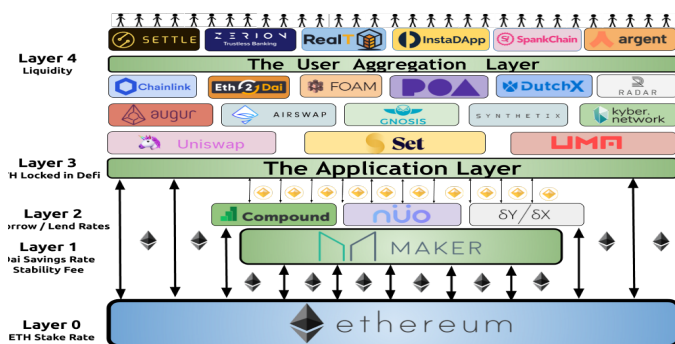 SETTLE ZERION RealT InstaDApp SpankChain argent
Trustless Banking
Layer 4
Liquidity
The User Aggregation Layer
Chainlink Eth2Dai FOAM POA DutchX RADAR
augur AIRSWAP GNOSIS SYNTHETIX kyber.
network
Uniswap Set UMA
Layer 3
TH Locked in Defi
The Application Layer
Layer 2
orrow / Lend Rates
Compound nüo δY/δX
Layer 1
Dai Savings Rate
Stability Fee
MAKER
Layer 0
ETH Stake Rate
ethereum